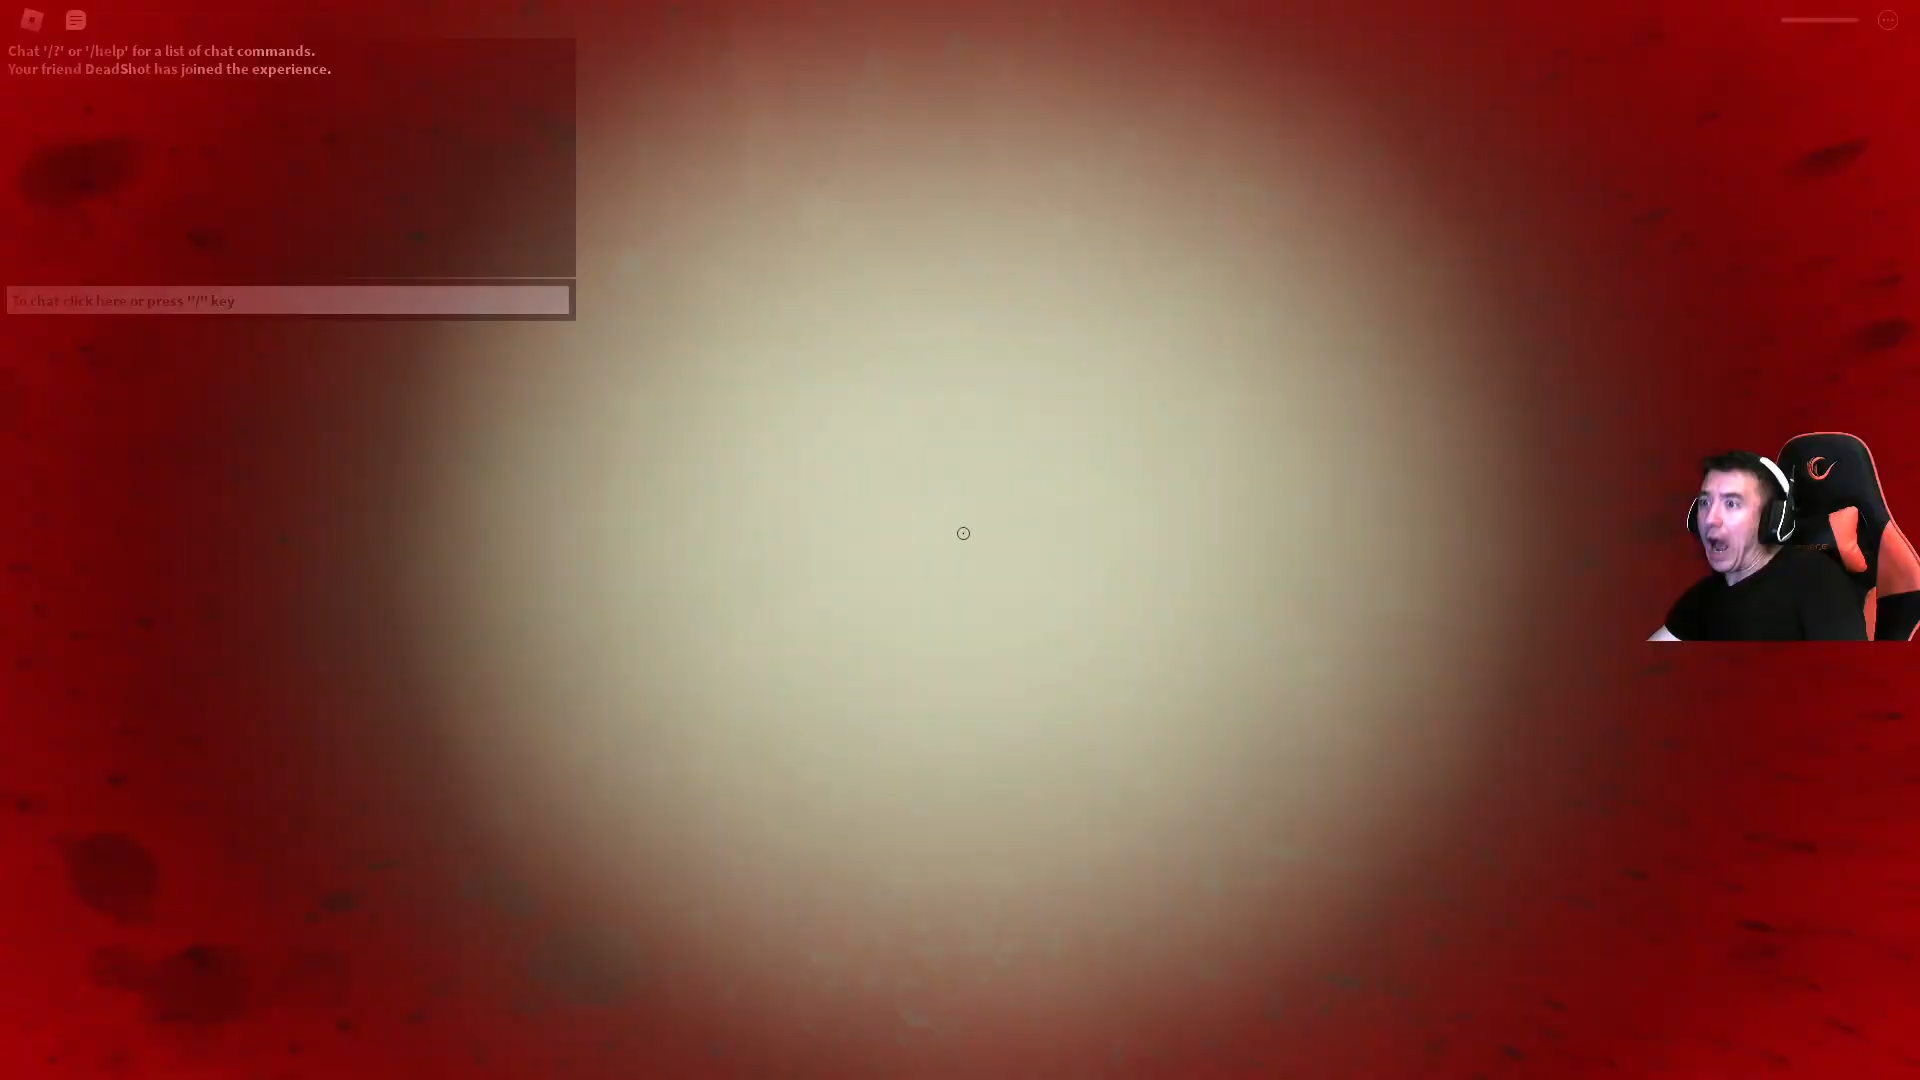 Chat '/?' or '/help' for a list of chat commands.
Your friend DeadShot has joined the experience.
To chat click here or press "/" key